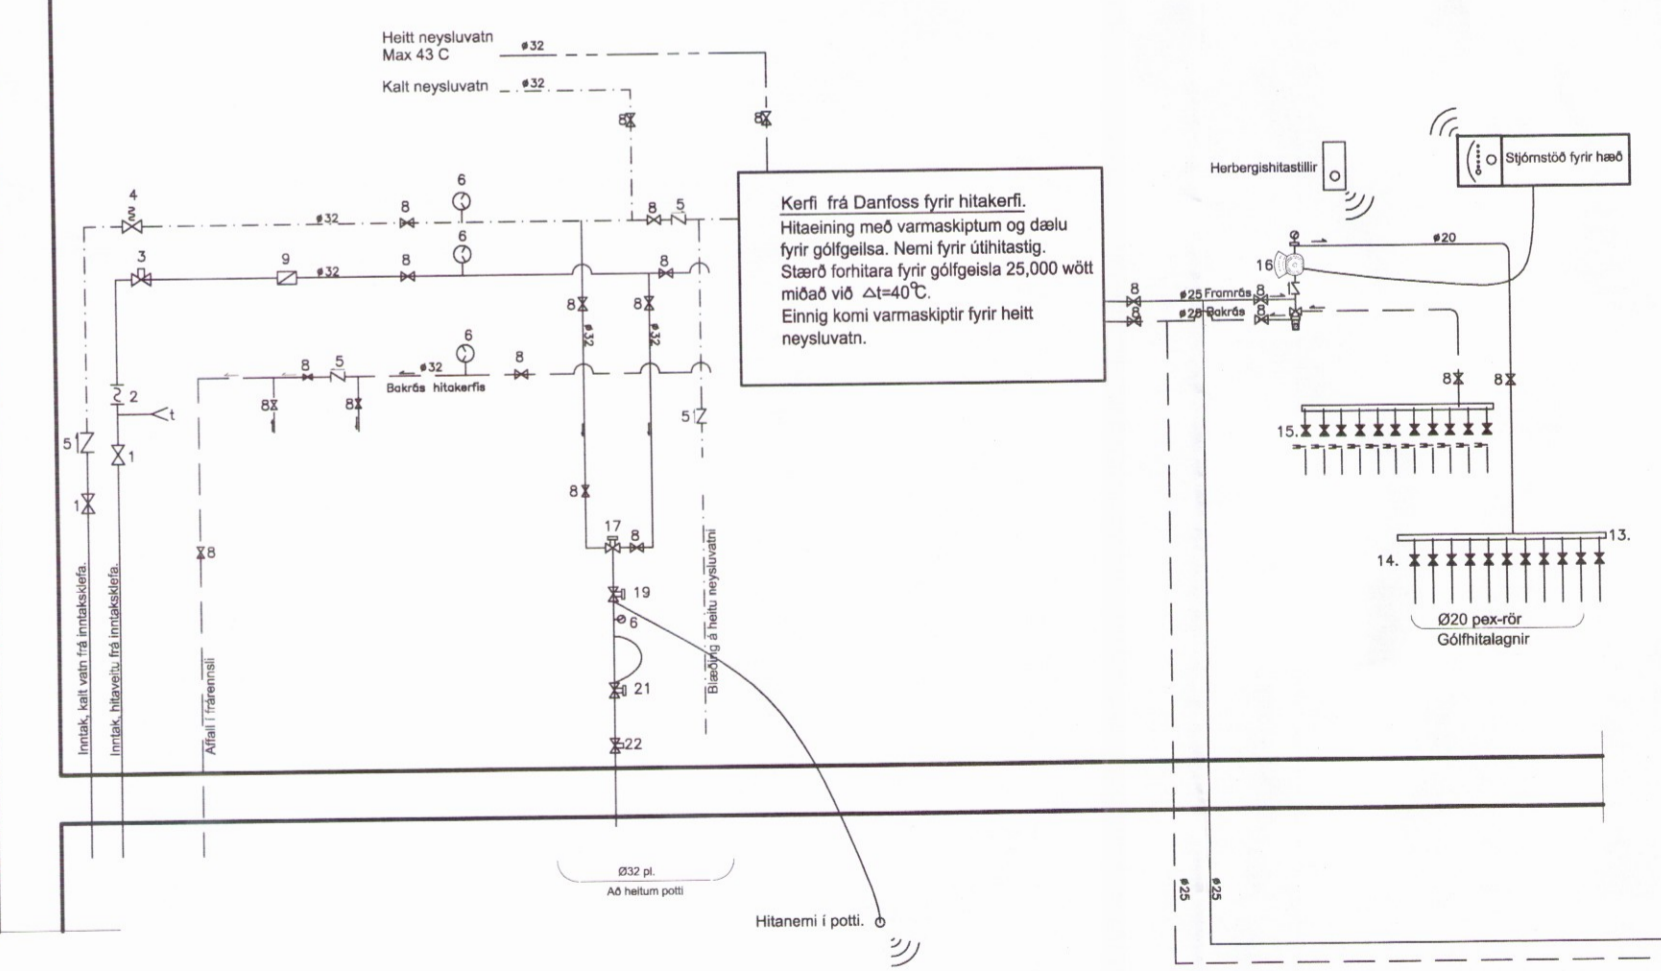 Heitt neysluvatn ø32
Max 43 C
Kalt neysluvatn ø32
8
8
Herbergishitastillir
Stjórnstöð fyrir hæð
Kerfi frá Danfoss fyrir hitakerfi.
Hitaeining með varmaskiptum og dælu
fyrir gólfgeilsa. Nemi fyrir útihitastig.
Stærð forhitara fyrir gólfgeisla 25,000 wött
miðað við Δt=40°C.
Einnig komi varmaskiptir fyrir heitt
neysluvatn.
4
ø32
8
6
8
5
3
9
ø32
8
6
8
8
8
ø32
ø32
8
5
ø32
6
8
Bakrás hitakerfis
8
8
2
t
5
1
1
5
8
8
17
8
19
6
21
22
Inntak, kalt vatn frá inntaksklefa.
Inntak, hitaveitu frá inntaksklefa.
Affall í frárennsli
Blæðing á heitu neysluvatni
Ø32 pl.
Að heitum potti
Hitanemi í potti.
16
ø20
8
ø25 Framrás 8
8
ø28 Bakrás 8
8
8
15.
13.
14.
Ø20 pex-rör
Gólfhitalagnir
ø25
ø25